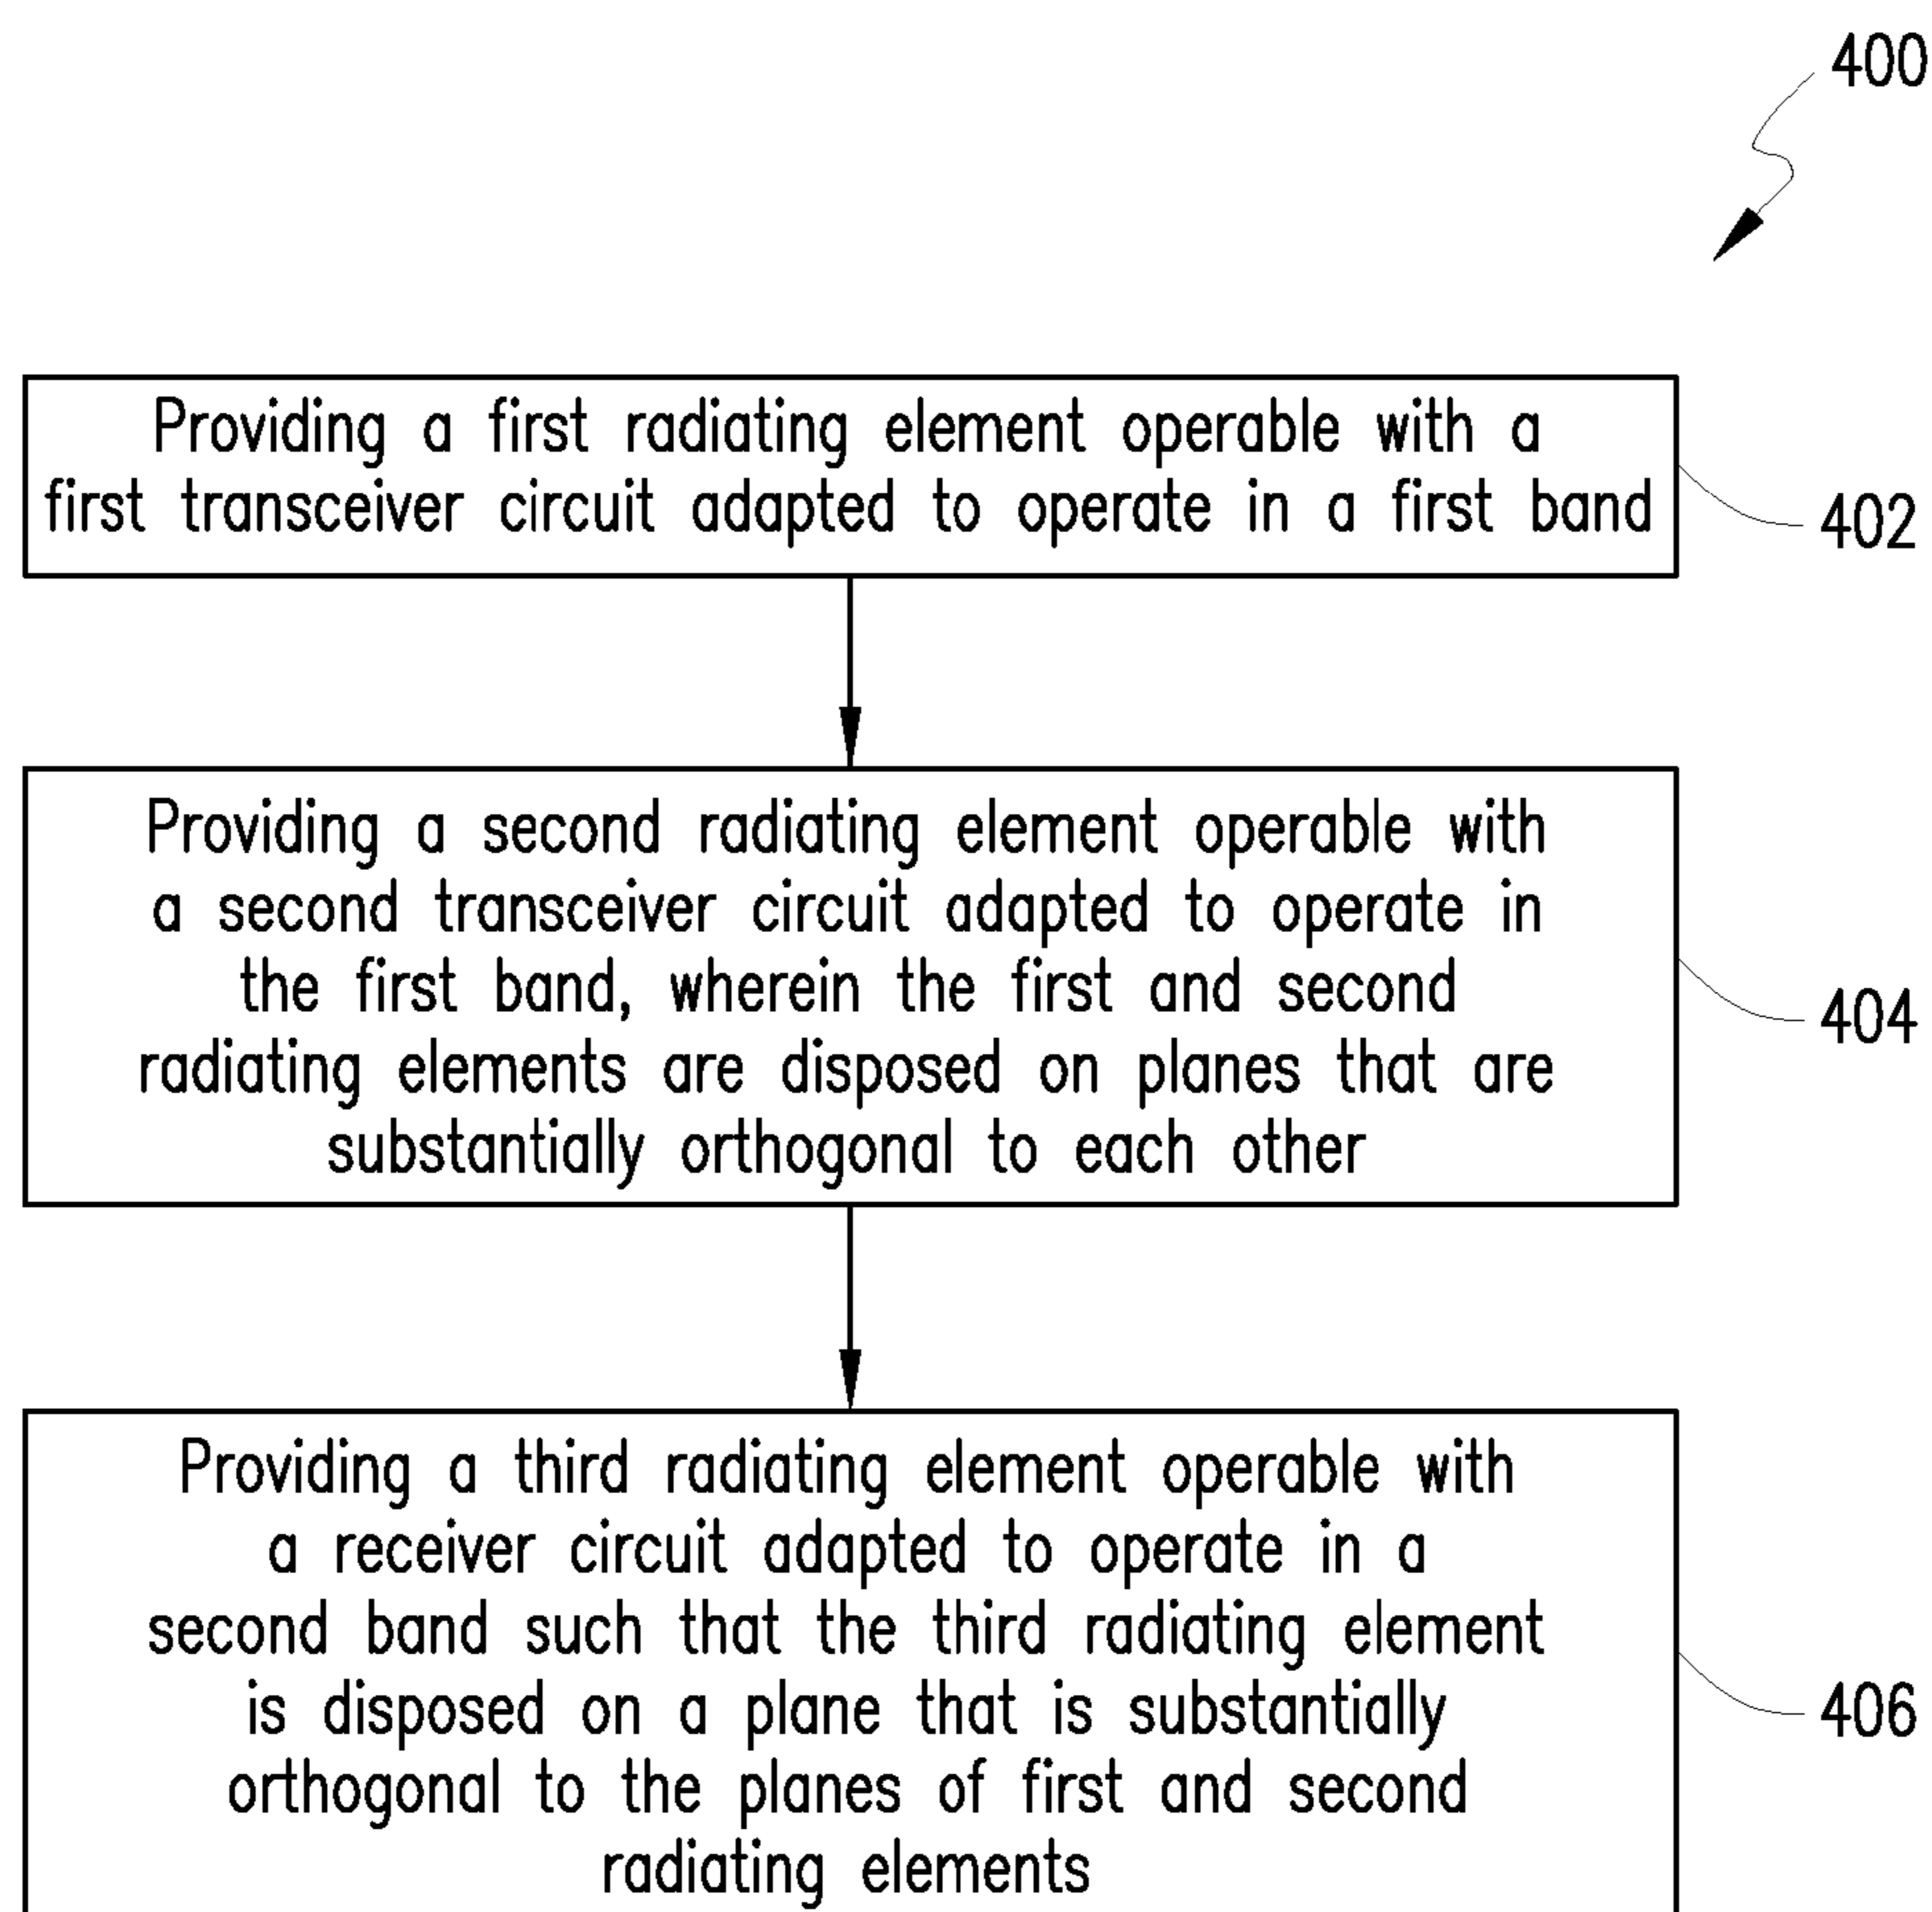 400
Providing a first radiating element operable with a
first transceiver circuit adapted to operate in a first band
402
Providing a second radiating element operable with
a second transceiver circuit adapted to operate in
the first band, wherein the first and second
radiating elements are disposed on planes that are
substantially orthogonal to each other
404
Providing a third radiating element operable with
a receiver circuit adapted to operate in a
second band such that the third radiating element
is disposed on a plane that is substantially
orthogonal to the planes of first and second
radiating elements
406